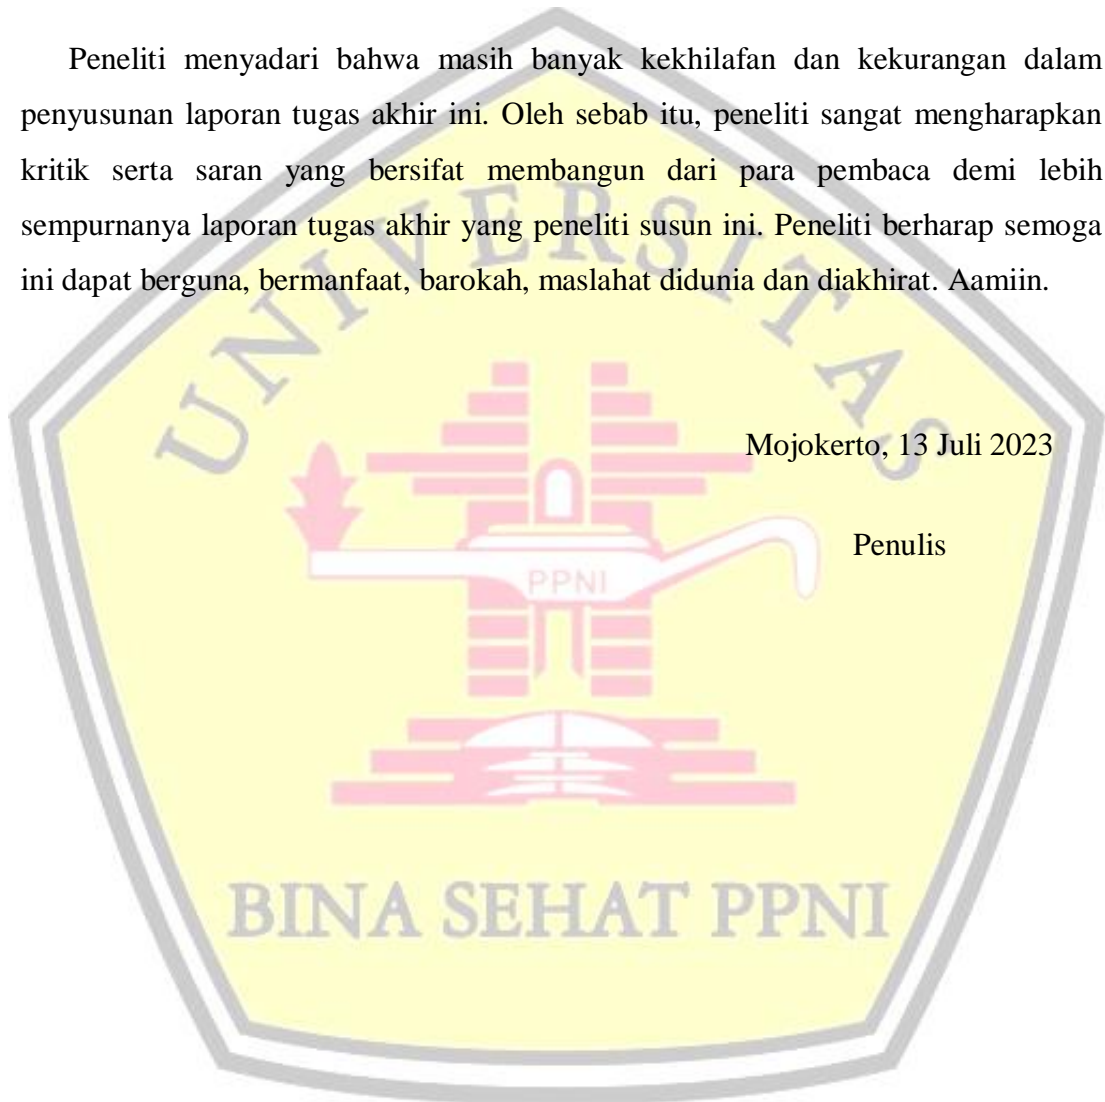 Peneliti menyadari bahwa masih banyak kekhilafan dan kekurangan dalam
penyusunan laporan tugas akhir ini. Oleh sebab itu, peneliti sangat mengharapkan
kritik serta saran yang bersifat membangun dari para pembaca demi lebih
sempurnanya laporan tugas akhir yang peneliti susun ini. Peneliti berharap semoga
ini dapat berguna, bermanfaat, barokah, maslahat didunia dan diakhirat. Aamiin.
UNIVERSITAS
Mojokerto, 13 Juli 2023
Penulis
PPNI
BINA SEHAT PPNI